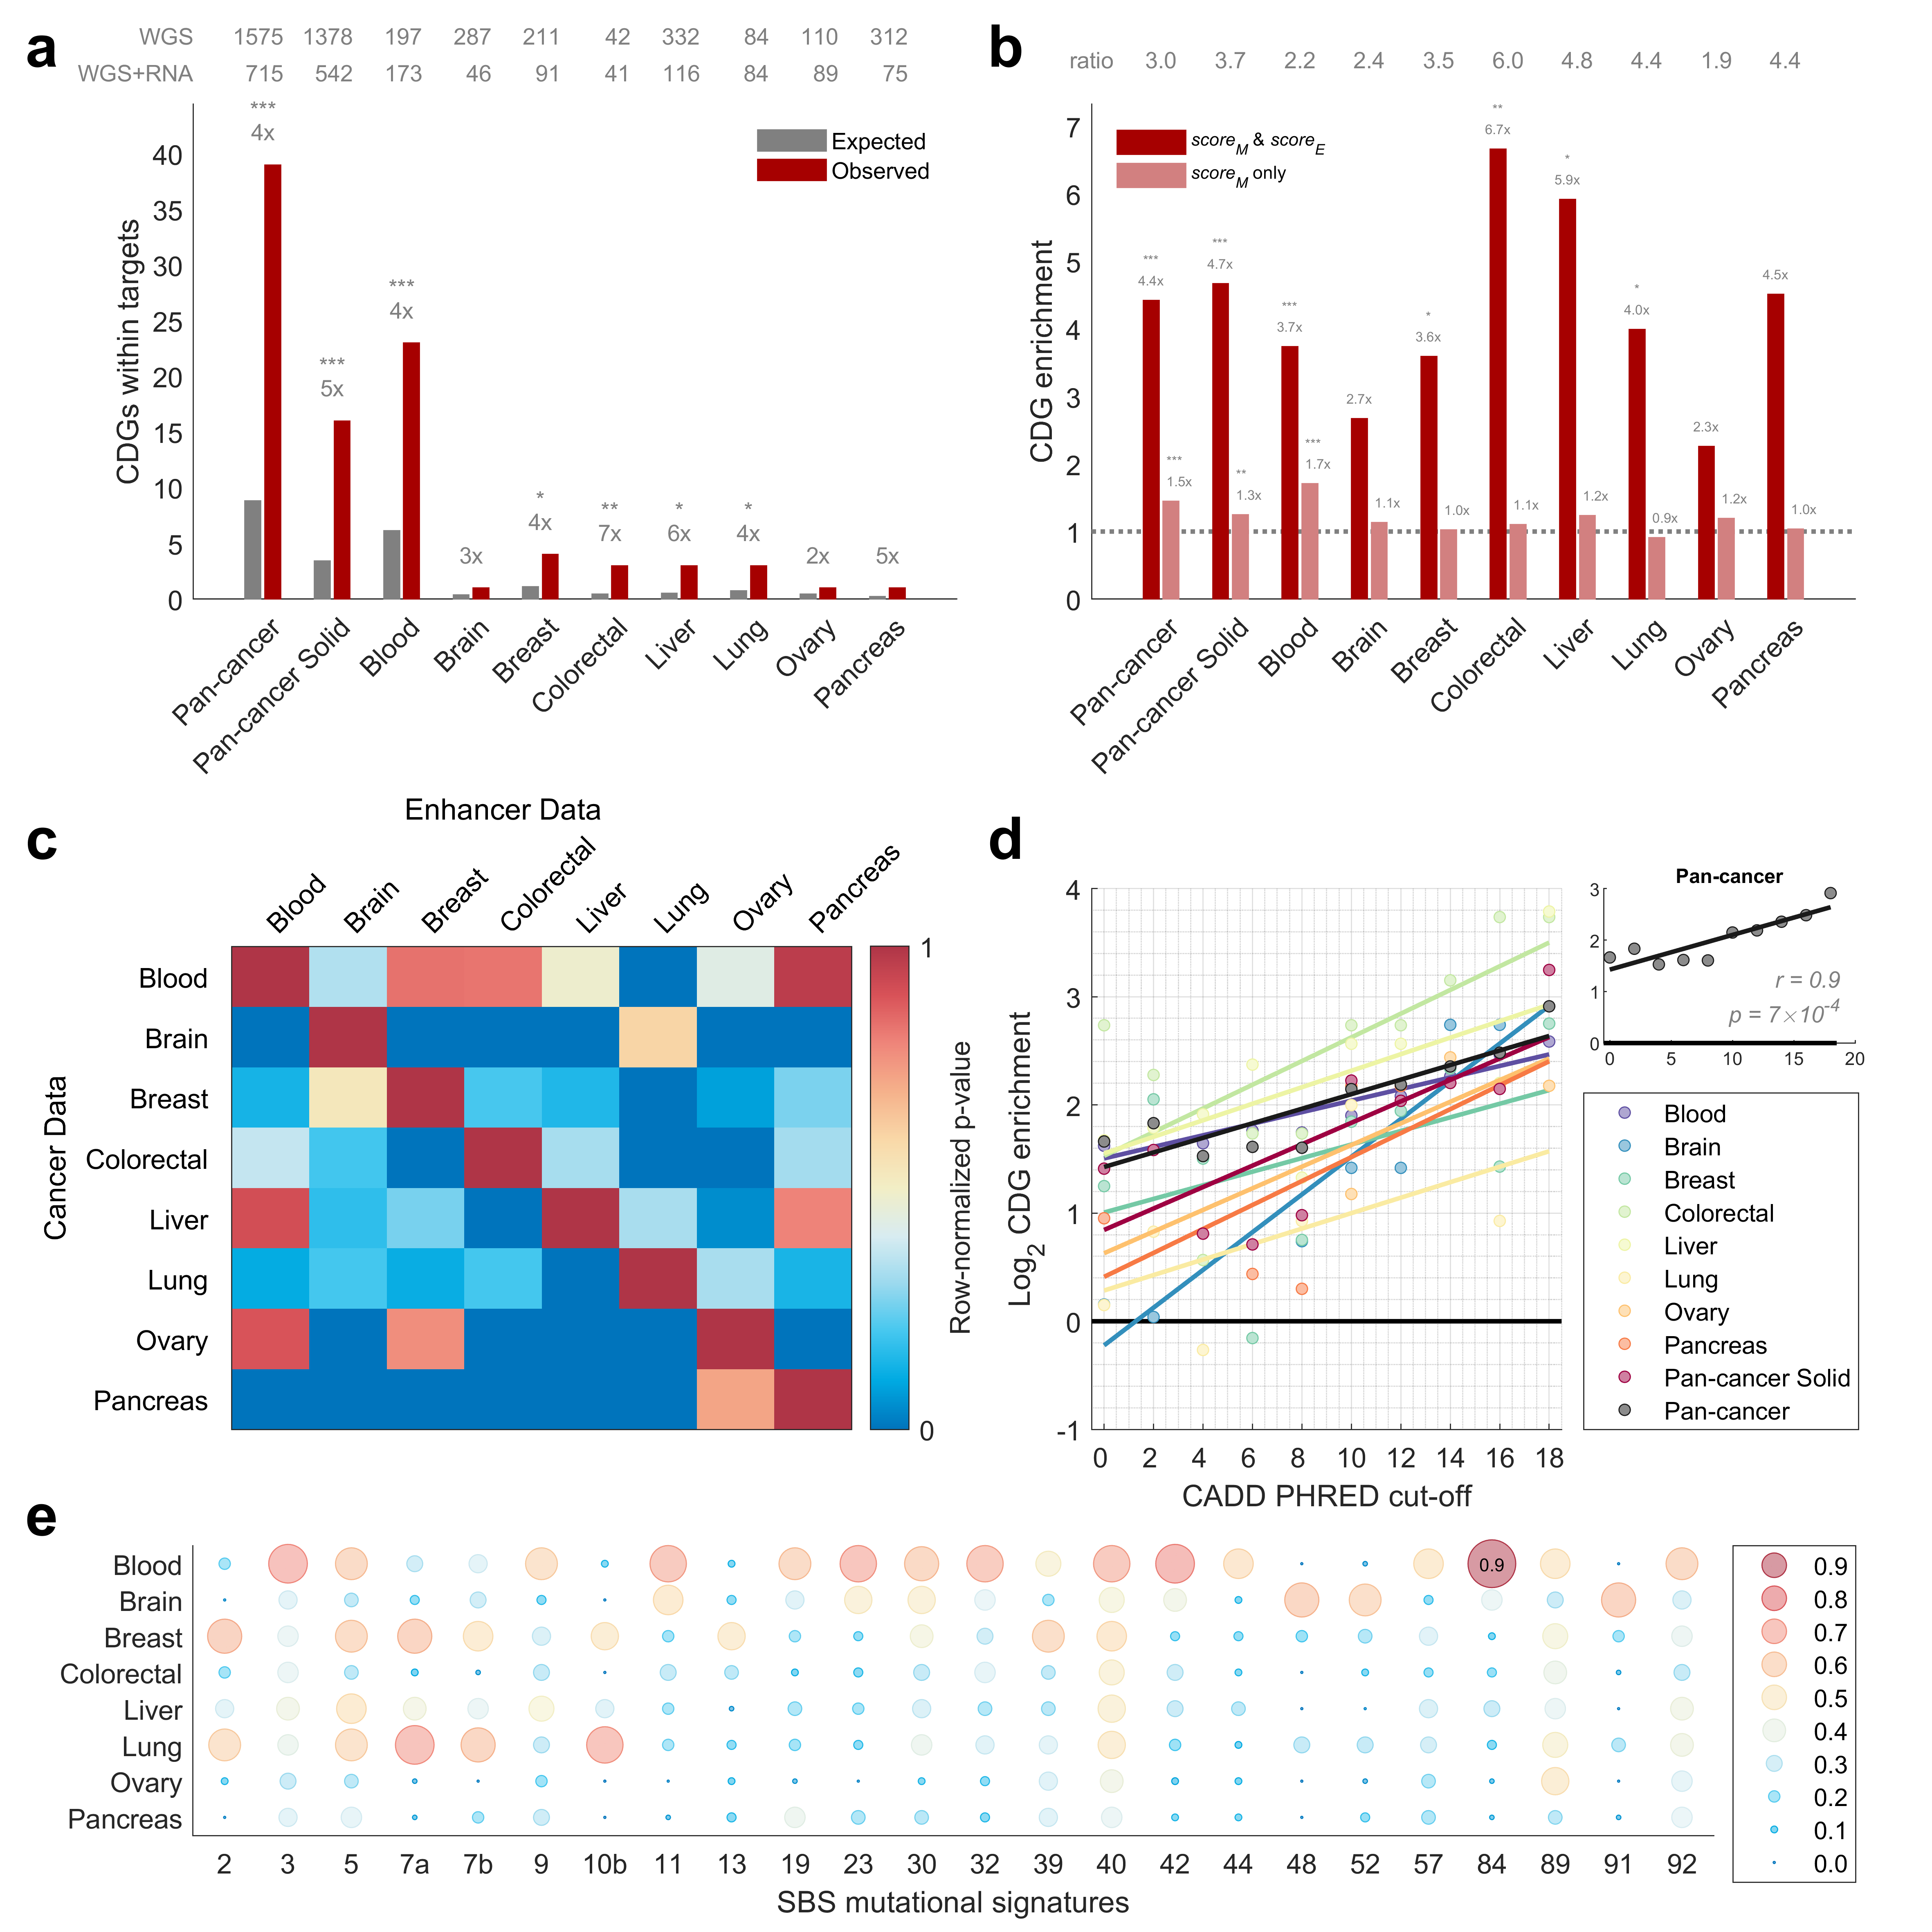 a
WGS 1575 1378 197 287 211 42 332 84 110 312
WGS+RNA 715 542 173 46 91 41 116 84 89 75
CDGs within targets
40
35
30
25
20
15
10
5
0
*** *** *** * ** * *
4x 5x 4x 3x 4x 7x 6x 4x 2x 5x
Expected
Observed
Pan-cancer Pan-cancer Solid Blood Brain Breast Colorectal Liver Lung Ovary Pancreas
b
ratio 3.0 3.7 2.2 2.4 3.5 6.0 4.8 4.4 1.9 4.4
CDG enrichment
7
6
5
4
3
2
1
0
score_M & score_E
score_M only
*** *** *** * ** * *
4.4x 4.7x 3.7x 2.7x 3.6x 6.7x 5.9x 4.0x 2.3x 4.5x
*** ** ***
1.5x 1.3x 1.7x 1.1x 1.0x 1.1x 1.2x 0.9x 1.2x 1.0x
Pan-cancer Pan-cancer Solid Blood Brain Breast Colorectal Liver Lung Ovary Pancreas
c
Enhancer Data
Blood Brain Breast Colorectal Liver Lung Ovary Pancreas
Cancer Data
Blood
Brain
Breast
Colorectal
Liver
Lung
Ovary
Pancreas
1
0
Row-normalized p-value
d
Log2 CDG enrichment
4
3
2
1
0
-1
0 2 4 6 8 10 12 14 16 18
CADD PHRED cut-off
Pan-cancer
3
2
1
0
r = 0.9
p = 7×10^-4
0 5 10 15 20
Blood
Brain
Breast
Colorectal
Liver
Lung
Ovary
Pancreas
Pan-cancer Solid
Pan-cancer
e
Blood
Brain
Breast
Colorectal
Liver
Lung
Ovary
Pancreas
0.9
2 3 5 7a 7b 9 10b 11 13 19 23 30 32 39 40 42 44 48 52 57 84 89 91 92
SBS mutational signatures
0.9
0.8
0.7
0.6
0.5
0.4
0.3
0.2
0.1
0.0